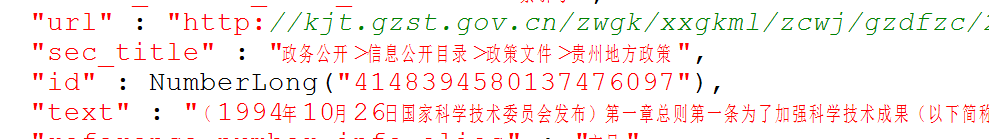 "url" : "http://kjt.gzst.gov.cn/zwgk/xxgkml/zcwj/gzdfzc/2
"sec_title" : "政务公开 >信息公开目录 >政策文件 >贵州地方政策 ",
"id" : NumberLong("4148394580137476097"),
"text" : "（1994年10月26日国家科学技术委员会发布）第一章总则第一条为了加强科学技术成果（以下简称